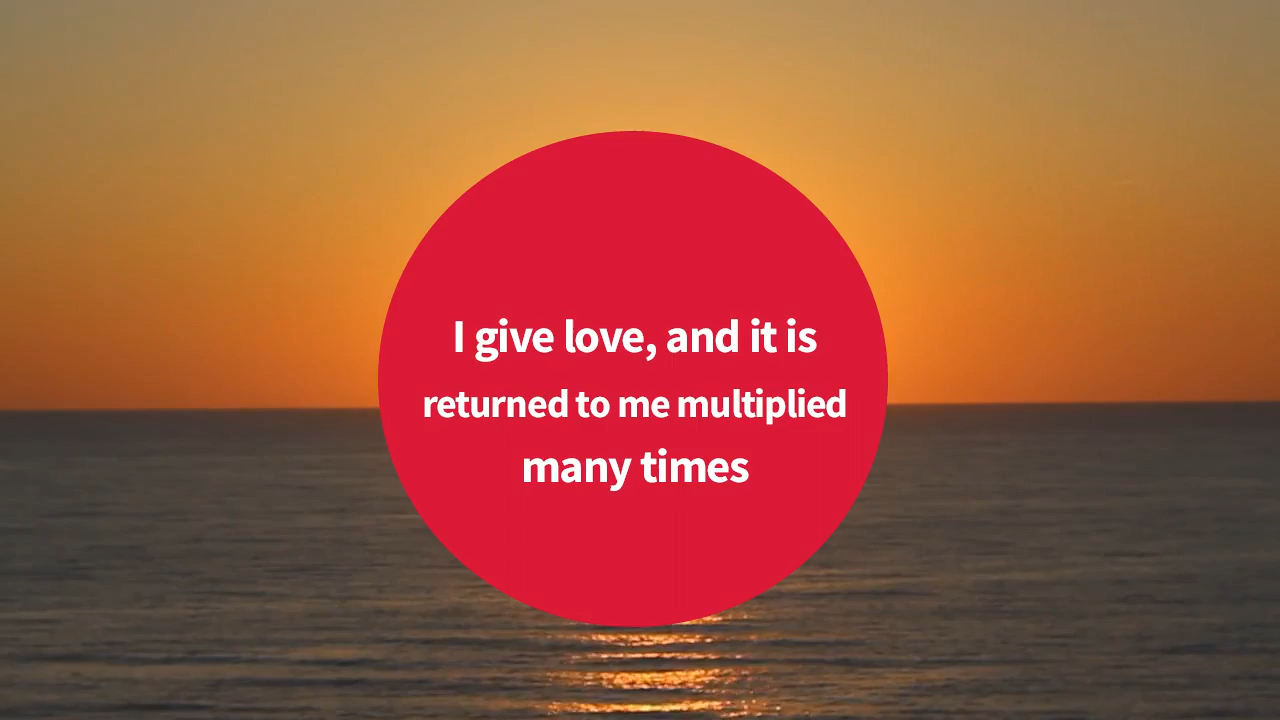 I give love, and it is
returned to me multiplied
many times